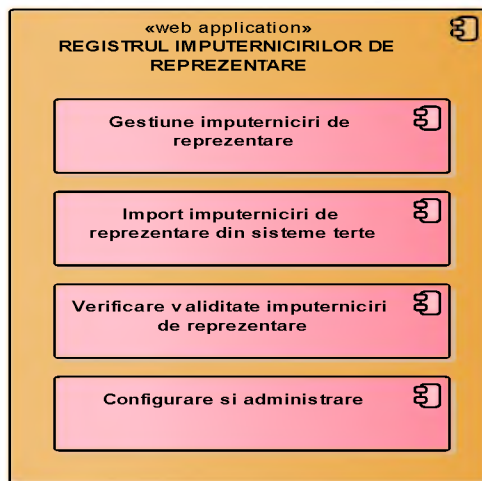 «web application»
REGISTRUL IMPUTERNICIRILOR DE
REPREZENTARE
Gestiune imputerniciri de
reprezentare
Import imputerniciri de
reprezentare din sisteme terte
Verificare validitate imputerniciri
de reprezentare
Configurare si administrare